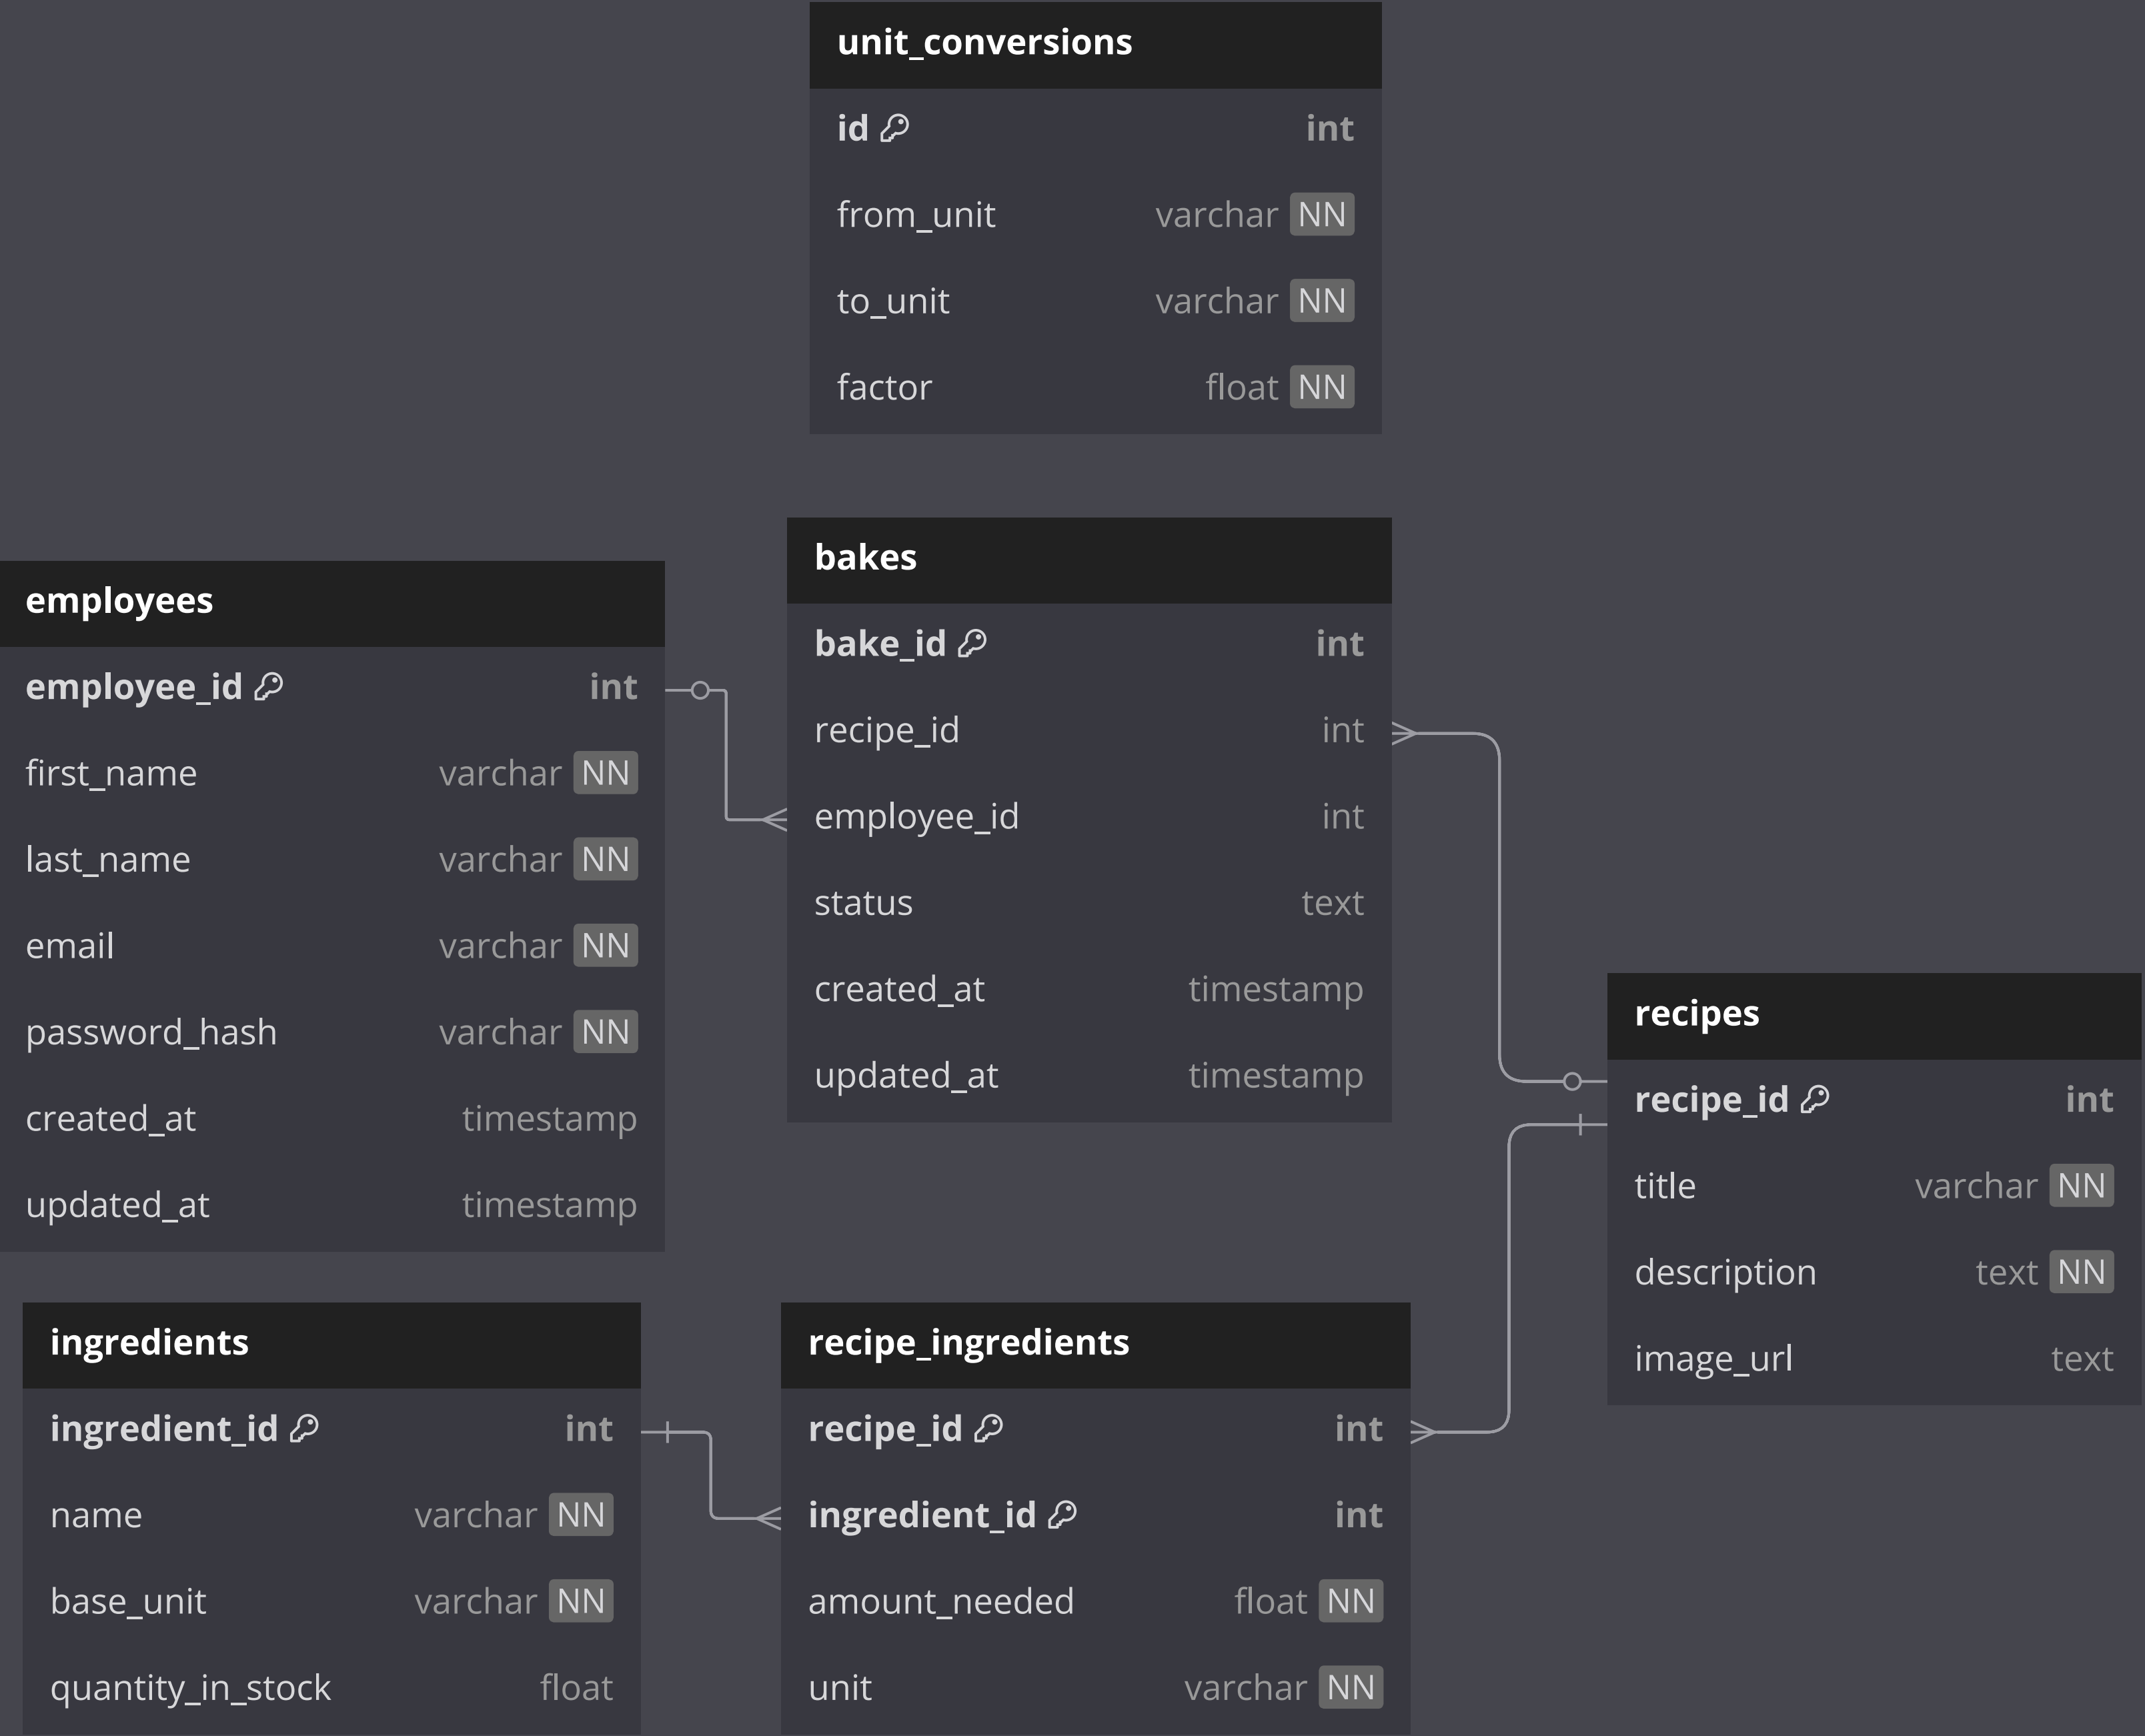 unit_conversions
id int
from_unit varchar NN
to_unit varchar NN
factor float NN
employees
employee_id int
first_name varchar NN
last_name varchar NN
email varchar NN
password_hash varchar NN
created_at timestamp
updated_at timestamp
bakes
bake_id int
recipe_id int
employee_id int
status text
created_at timestamp
updated_at timestamp
recipes
recipe_id int
title varchar NN
description text NN
image_url text
ingredients
ingredient_id int
name varchar NN
base_unit varchar NN
quantity_in_stock float
recipe_ingredients
recipe_id int
ingredient_id int
amount_needed float NN
unit varchar NN